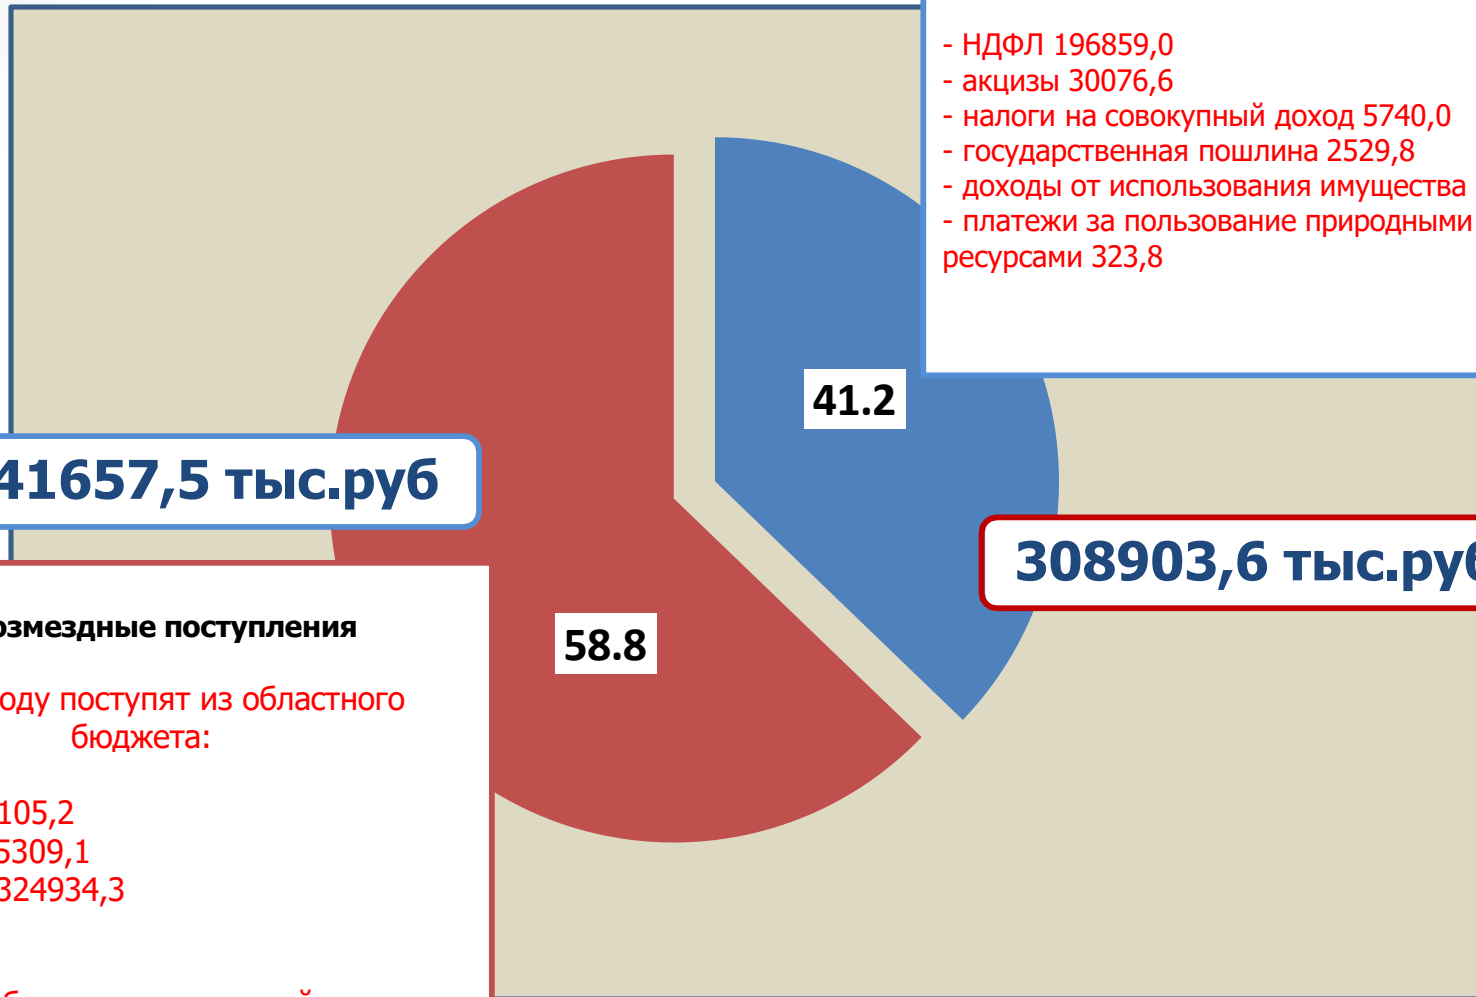 - НДФЛ 196859,0
- акцизы 30076,6
- налоги на совокупный доход 5740,0
- государственная пошлина 2529,8
- доходы от использования имущества
- платежи за пользование природными
ресурсами 323,8
41.2
41657,5 тыс.руб
308903,6 тыс.руб
58.8
озмездные поступления
оду поступят из областного
бюджета:
105,2
5309,1
324934,3